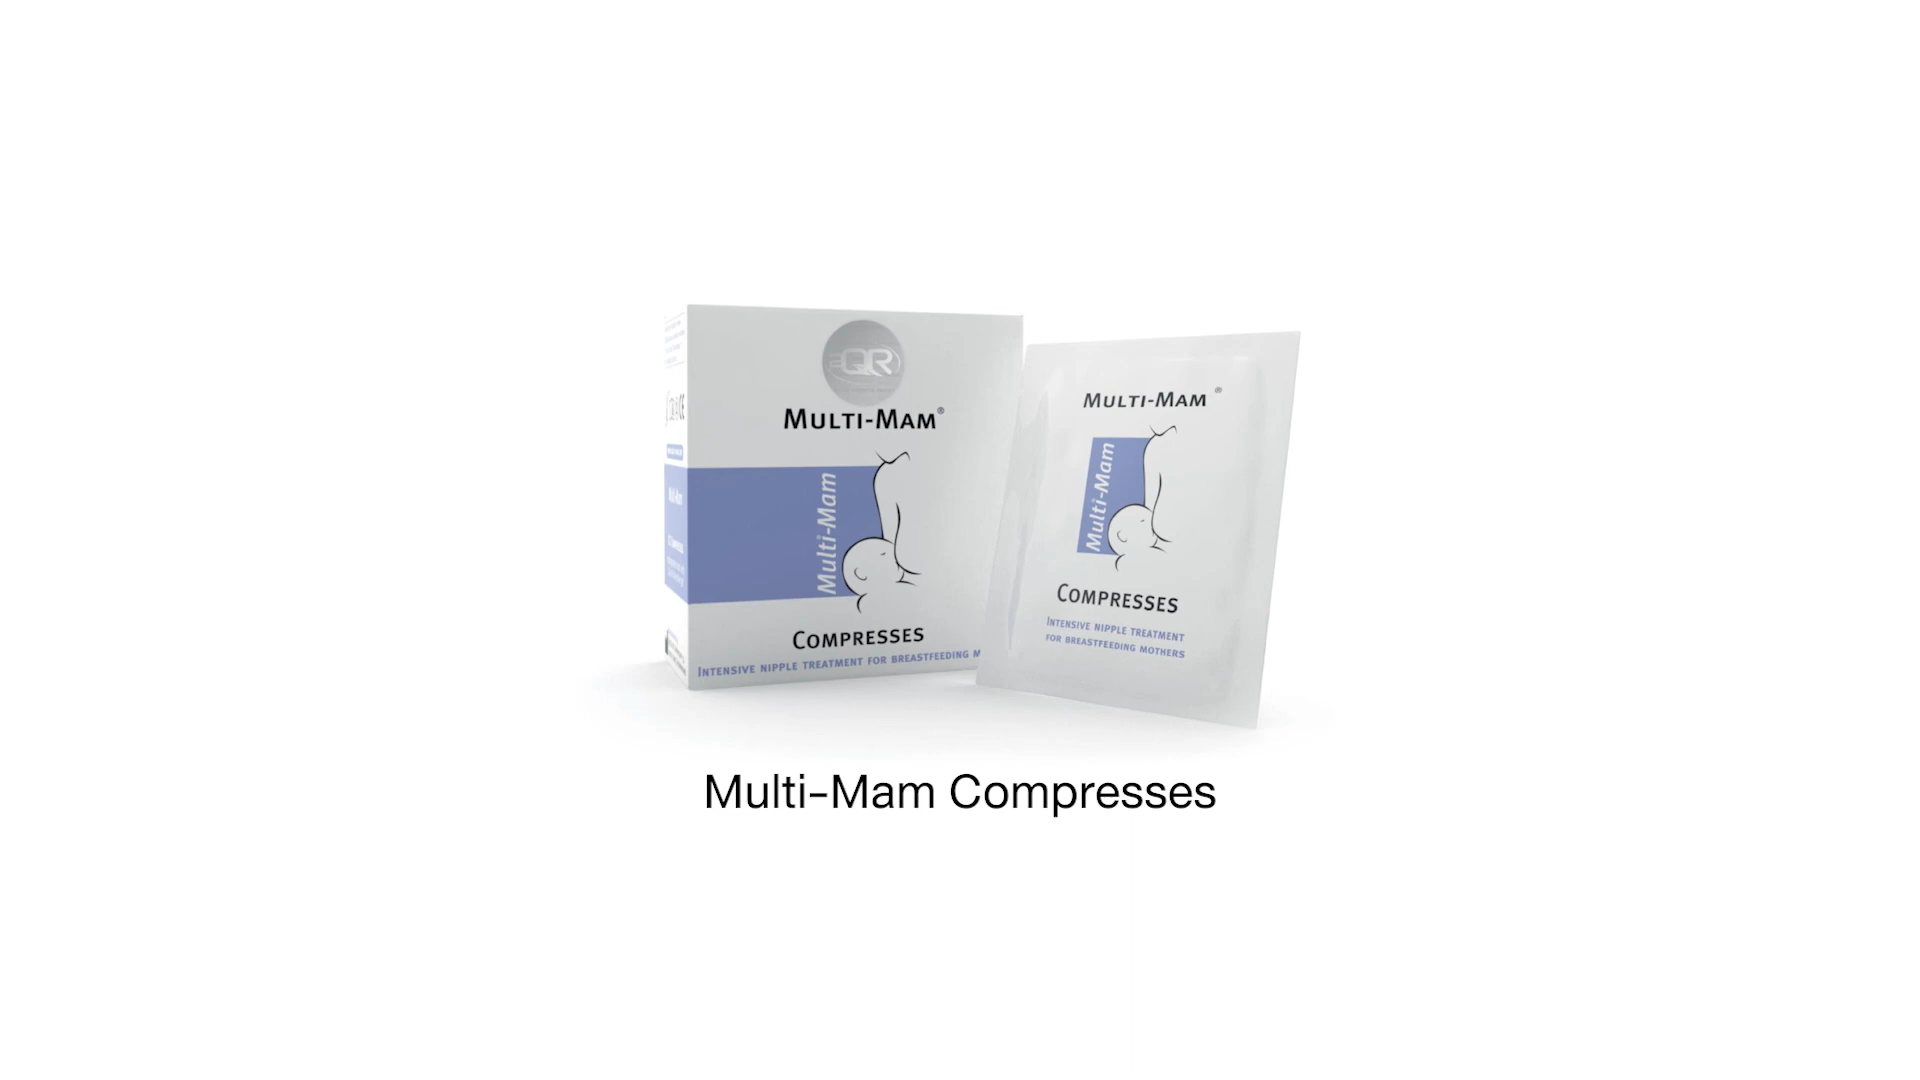 2QR
MULTI-MAM®
Multi-Mam
COMPRESSES
INTENSIVE NIPPLE TREATMENT FOR BREASTFEEDING M
MULTI-MAM®
Multi-Mam
COMPRESSES
INTENSIVE NIPPLE TREATMENT
FOR BREASTFEEDING MOTHERS
Multi-Mam Compresses